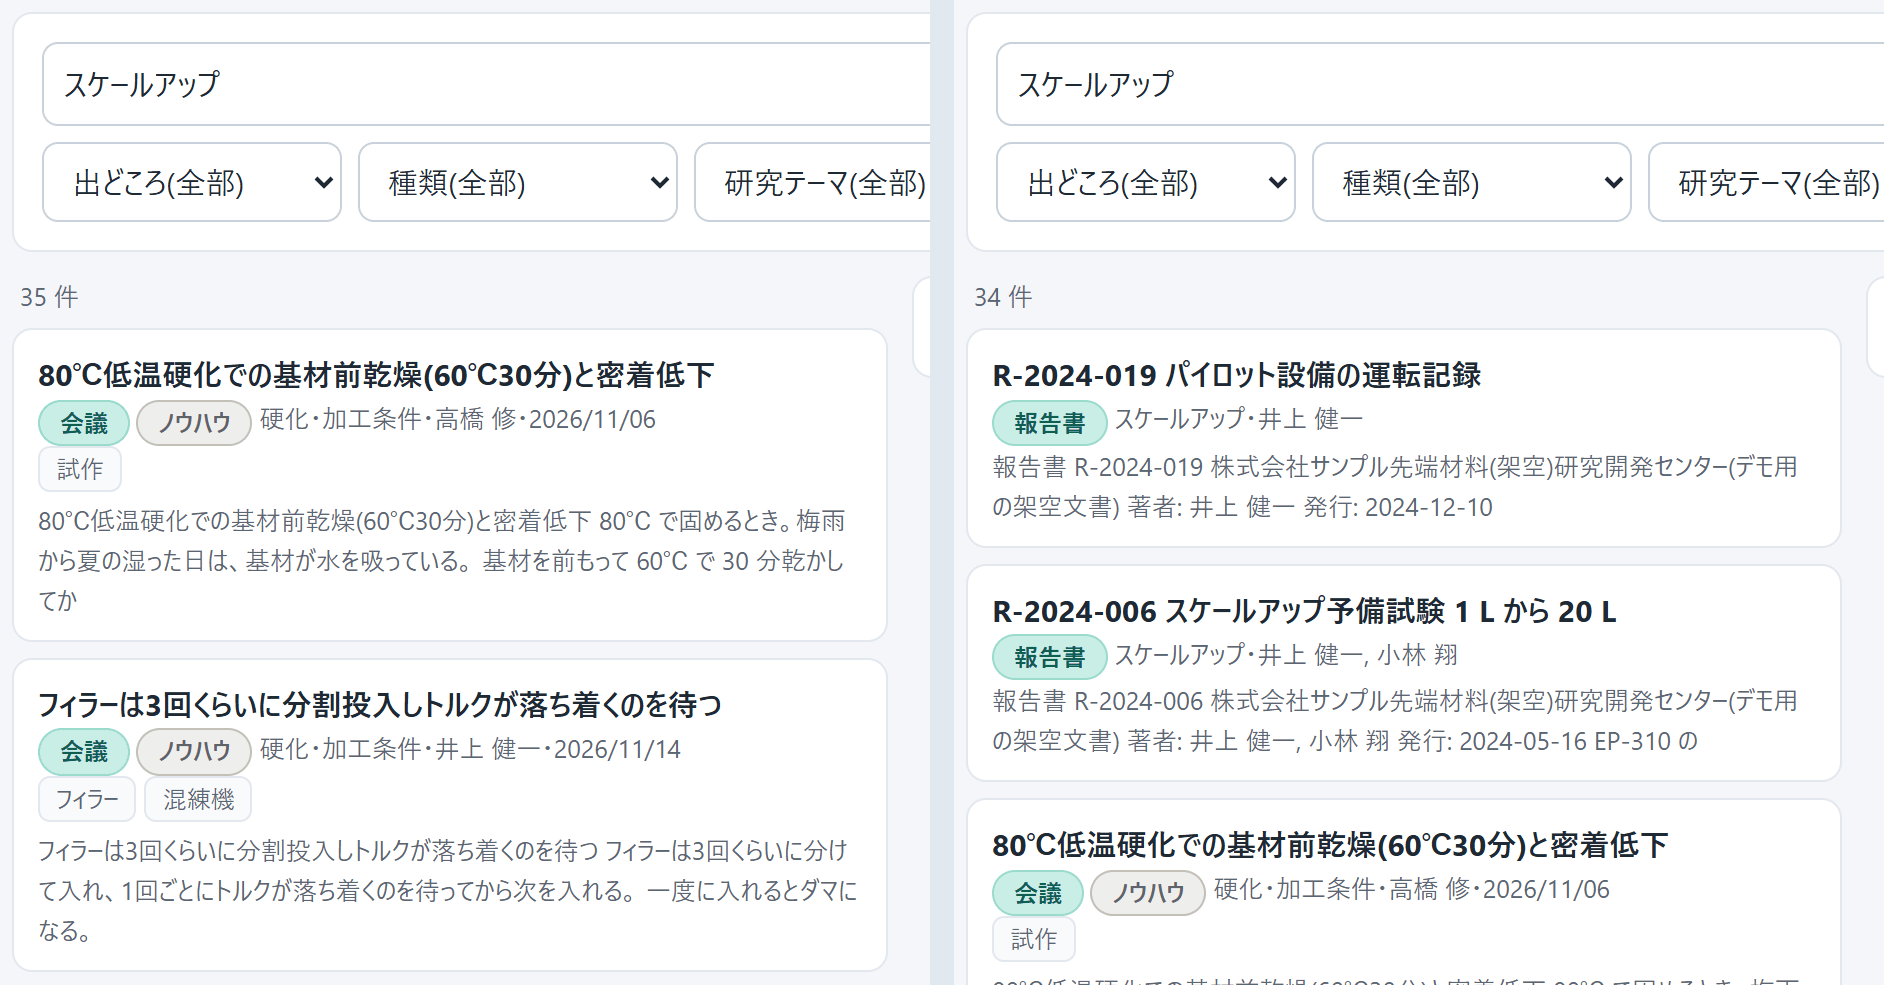 スケールアップ
出どころ(全部)
種類(全部)
研究テーマ(全部)
35 件
80℃低温硬化での基材前乾燥(60℃30分)と密着低下
会議 ノウハウ 硬化・加工条件・高橋 修・2026/11/06
試作
80℃低温硬化での基材前乾燥(60℃30分)と密着低下 80℃ で固めるとき。梅雨
から夏の湿った日は、基材が水を吸っている。 基材を前もって 60℃ で 30 分乾かし
てか
フィラーは3回くらいに分割投入しトルクが落ち着くのを待つ
会議 ノウハウ 硬化・加工条件・井上 健一・2026/11/14
フィラー 混練機
フィラーは3回くらいに分割投入しトルクが落ち着くのを待つ フィラーは3回くらいに分け
て入れ、1回ごとにトルクが落ち着くのを待ってから次を入れる。 一度に入れるとダマに
なる。
スケールアップ
出どころ(全部)
種類(全部)
研究テーマ(全部)
34 件
R-2024-019 パイロット設備の運転記録
報告書 スケールアップ・井上 健一
報告書 R-2024-019 株式会社サンプル先端材料(架空)研究開発センター(デモ用
の架空文書) 著者: 井上 健一 発行: 2024-12-10
R-2024-006 スケールアップ予備試験 1 L から 20 L
報告書 スケールアップ・井上 健一, 小林 翔
報告書 R-2024-006 株式会社サンプル先端材料(架空)研究開発センター(デモ用
の架空文書) 著者: 井上 健一, 小林 翔 発行: 2024-05-16 EP-310 の
80℃低温硬化での基材前乾燥(60℃30分)と密着低下
会議 ノウハウ 硬化・加工条件・高橋 修・2026/11/06
試作